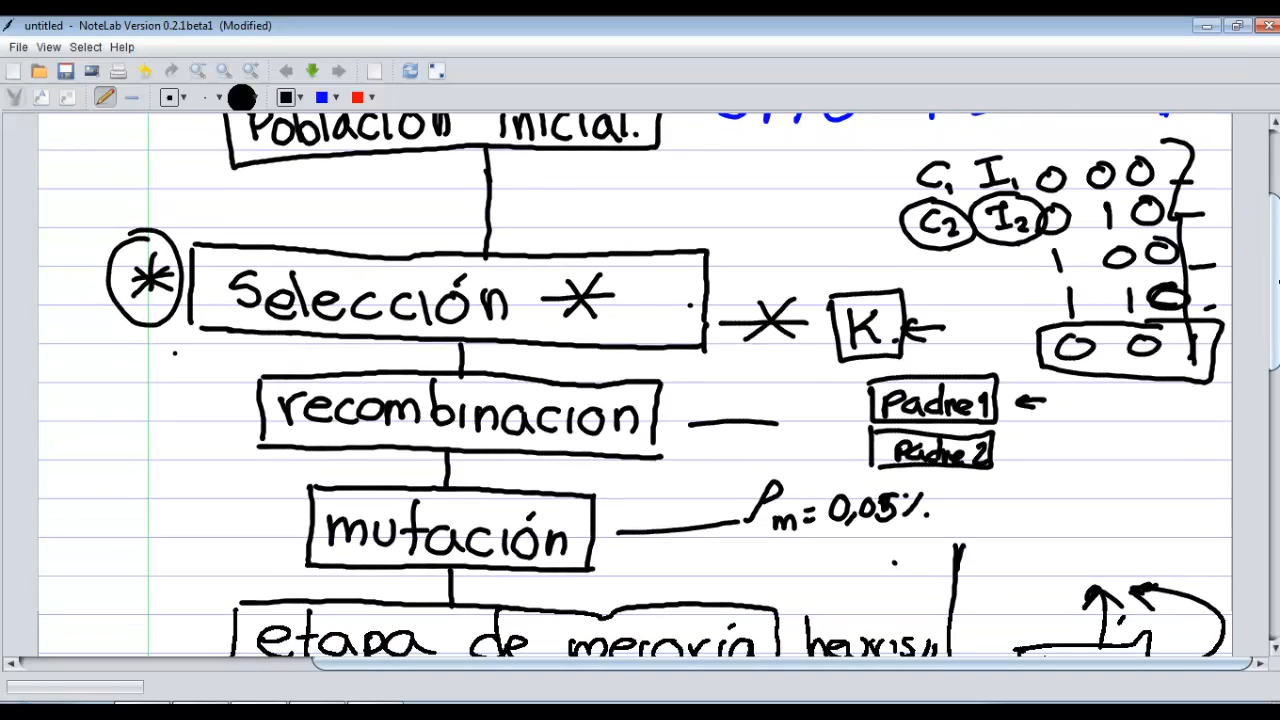 untitled - NoteLab Version 0.2.1beta1 (Modified)
File View Select Help
Población inicial.
C1 I1 0 0 0
C2 I2 0 1 0
1 0 0
1 1 0
0 0 1
* Selección *
* K.
recombinacion
Padre 1 ←
Padre 2
mutación
Pm = 0,05%.
etapa de